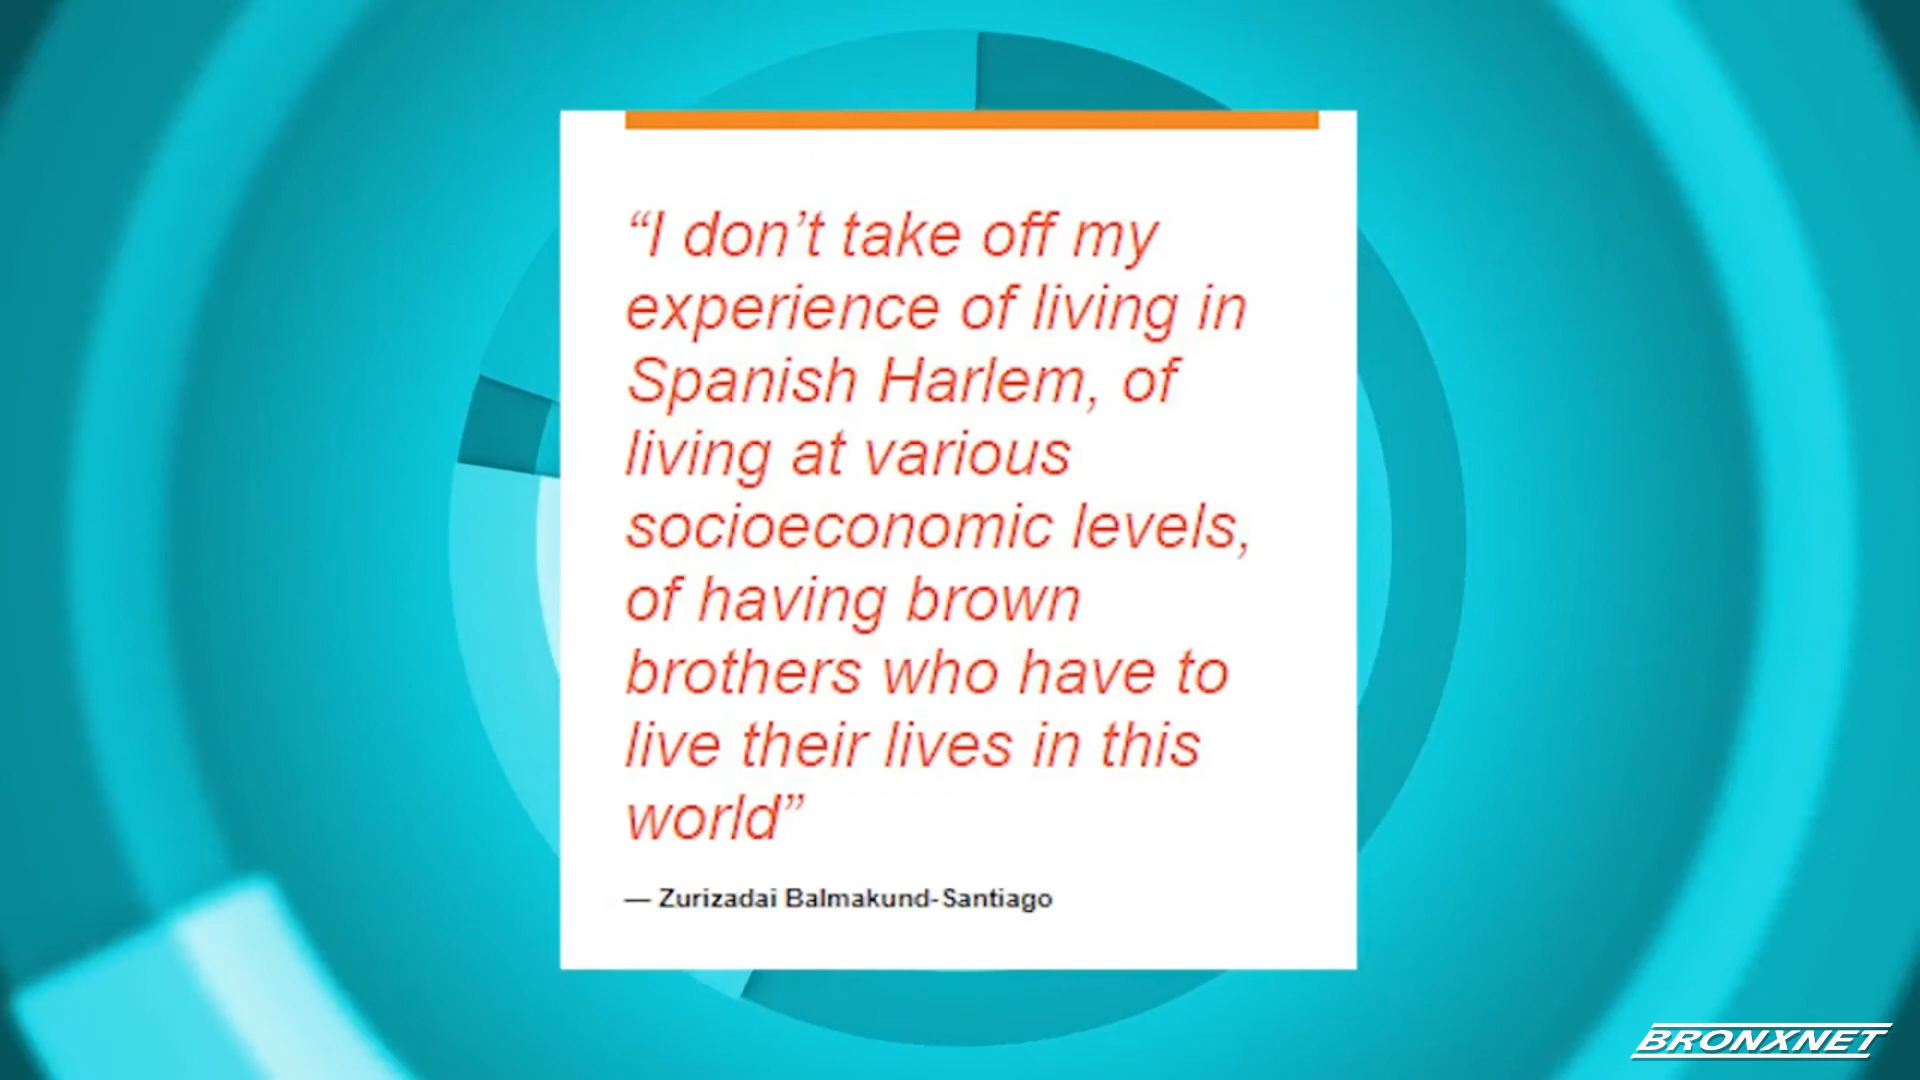 “I don’t take off my
experience of living in
Spanish Harlem, of
living at various
socioeconomic levels,
of having brown
brothers who have to
live their lives in this
world”
— Zurizadai Balmakund-Santiago
BRONXNET